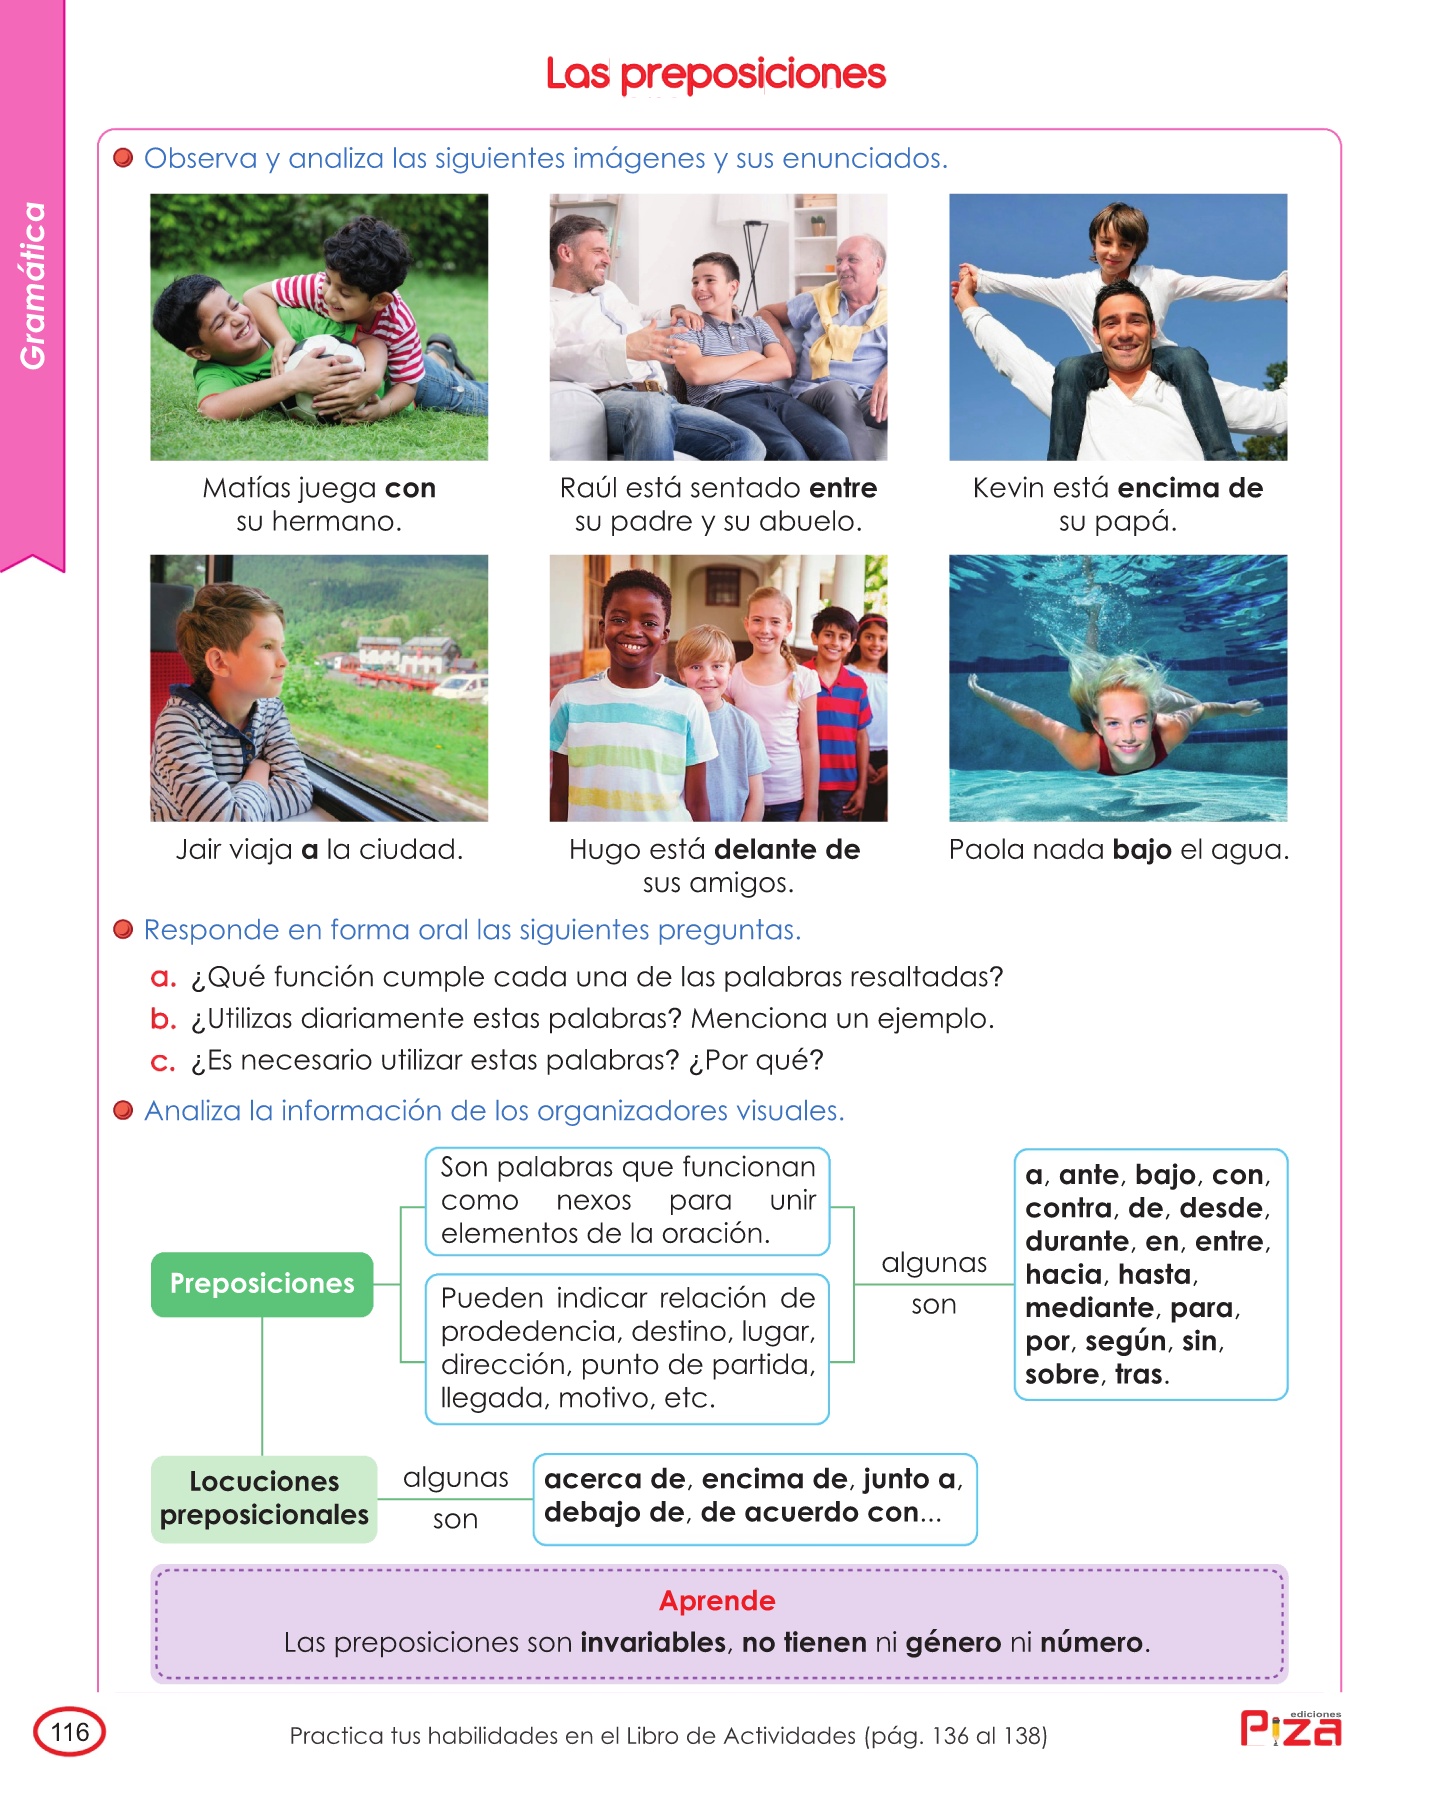 Las preposiciones
Gramática
Observa y analiza las siguientes imágenes y sus enunciados.
Matías juega con
su hermano.
Raúl está sentado entre
su padre y su abuelo.
Kevin está encima de
su papá.
Jair viaja a la ciudad.
Hugo está delante de
sus amigos.
Paola nada bajo el agua.
Responde en forma oral las siguientes preguntas.
a. ¿Qué función cumple cada una de las palabras resaltadas?
b. ¿Utilizas diariamente estas palabras? Menciona un ejemplo.
c. ¿Es necesario utilizar estas palabras? ¿Por qué?
Analiza la información de los organizadores visuales.
Preposiciones
Son palabras que funcionan
como nexos para unir
elementos de la oración.
Pueden indicar relación de
prodedencia, destino, lugar,
dirección, punto de partida,
llegada, motivo, etc.
algunas
son
a, ante, bajo, con,
contra, de, desde,
durante, en, entre,
hacia, hasta,
mediante, para,
por, según, sin,
sobre, tras.
Locuciones
preposicionales
algunas
son
acerca de, encima de, junto a,
debajo de, de acuerdo con...
Aprende
Las preposiciones son invariables, no tienen ni género ni número.
116
Practica tus habilidades en el Libro de Actividades (pág. 136 al 138)
ediciones
Piza